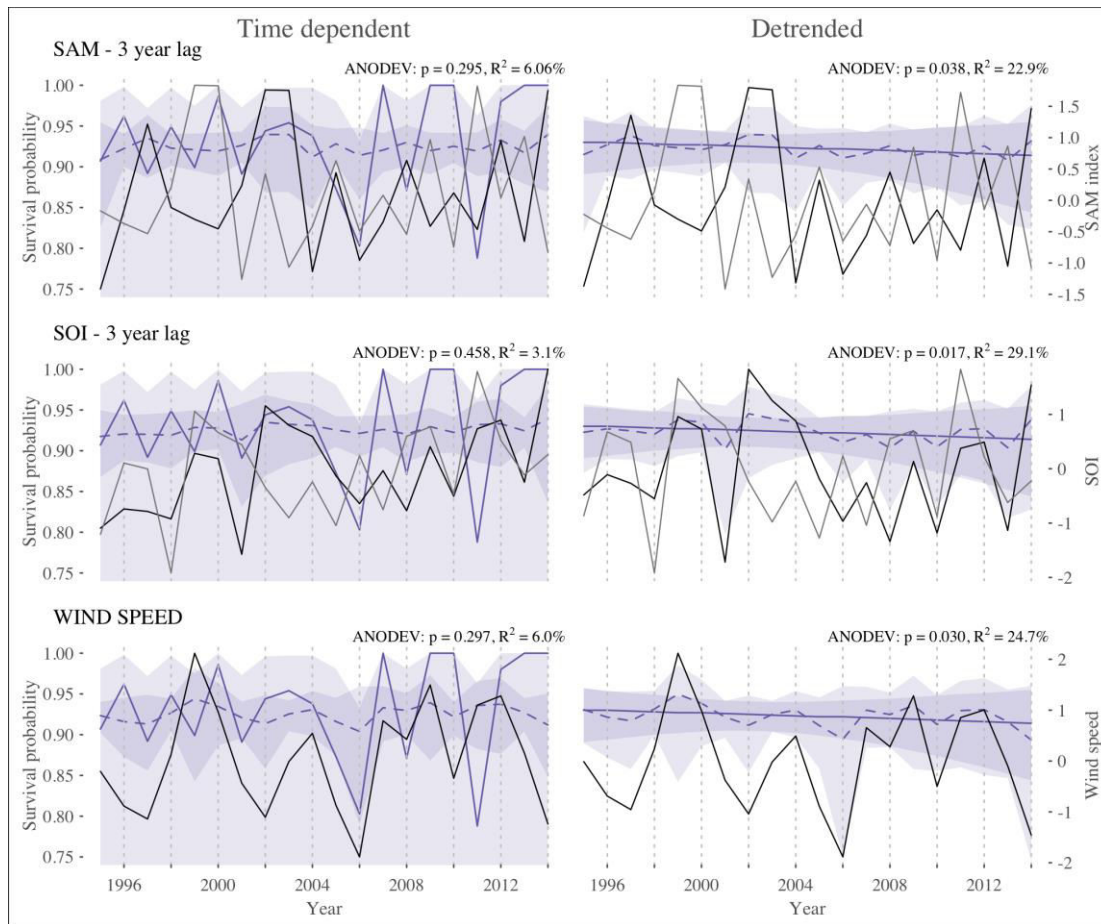 Time dependent
Detrended
SAM - 3 year lag
ANODEV: p = 0.295, R² = 6.06%
ANODEV: p = 0.038, R² = 22.9%
Survival probability
1.00
0.95
0.90
0.85
0.80
0.75
1.5
1.0
0.5
0.0
-0.5
-1.0
-1.5
SAM index
SOI - 3 year lag
ANODEV: p = 0.458, R² = 3.1%
ANODEV: p = 0.017, R² = 29.1%
Survival probability
1.00
0.95
0.90
0.85
0.80
0.75
1
0
-1
-2
SOI
WIND SPEED
ANODEV: p = 0.297, R² = 6.0%
ANODEV: p = 0.030, R² = 24.7%
Survival probability
1.00
0.95
0.90
0.85
0.80
0.75
2
1
0
-1
-2
Wind speed
1996 2000 2004 2008 2012
1996 2000 2004 2008 2012
Year
Year